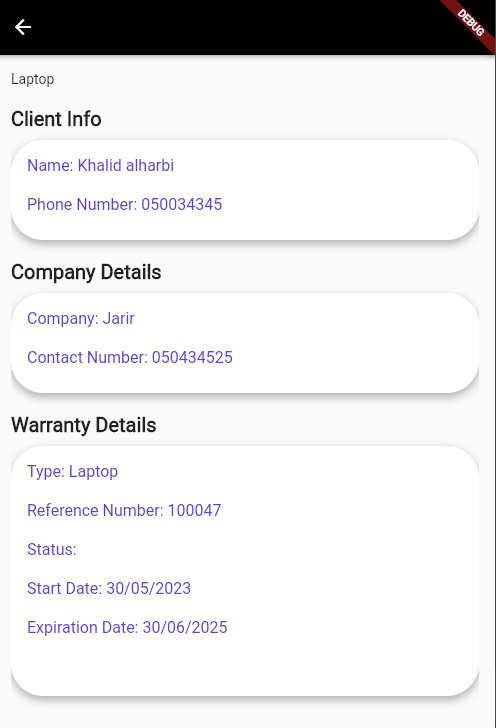 DEBUG
Laptop
Client Info
Name: Khalid alharbi
Phone Number: 050034345
Company Details
Company: Jarir
Contact Number: 050434525
Warranty Details
Type: Laptop
Reference Number: 100047
Status:
Start Date: 30/05/2023
Expiration Date: 30/06/2025